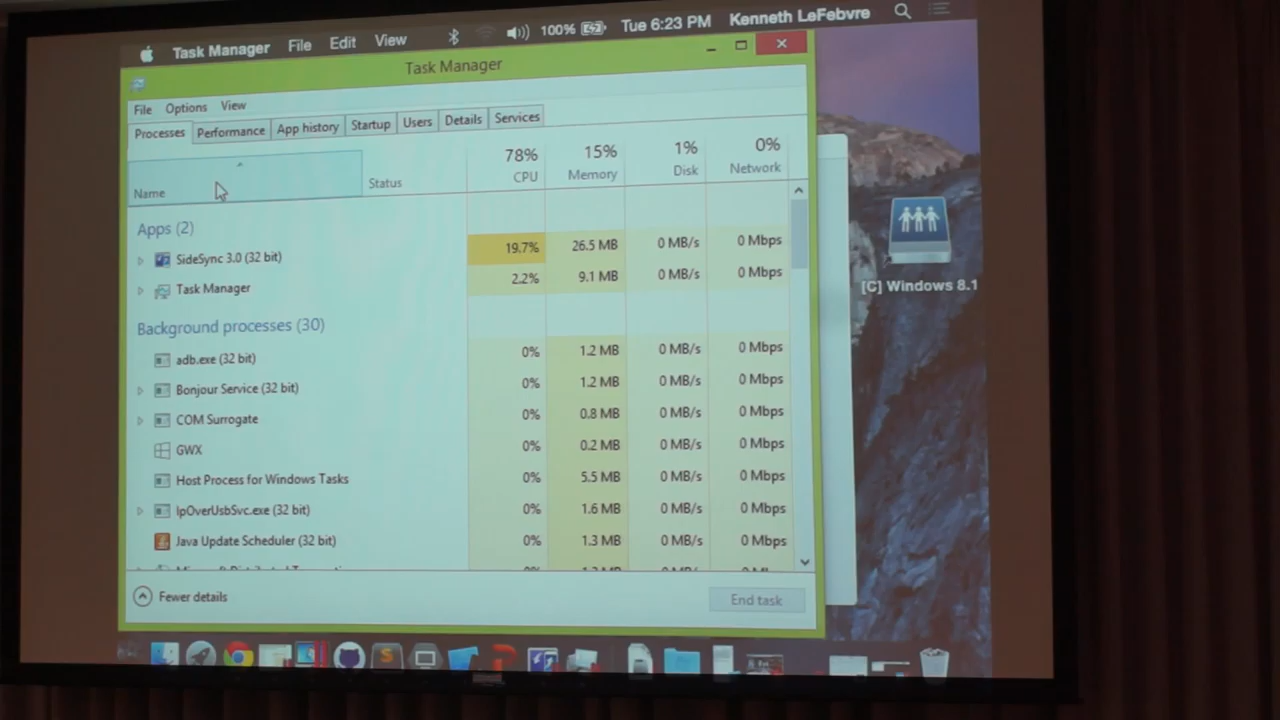 Task Manager File Edit View 100% Tue 6:23 PM Kenneth LeFebvre
Task Manager
File Options View
Processes Performance App history Startup Users Details Services
78% 15% 1% 0%
Name Status CPU Memory Disk Network
Apps (2)
SideSync 3.0 (32 bit) 19.7% 26.5 MB 0 MB/s 0 Mbps
Task Manager 2.2% 9.1 MB 0 MB/s 0 Mbps
[C] Windows 8.1
Background processes (30)
adb.exe (32 bit) 0% 1.2 MB 0 MB/s 0 Mbps
Bonjour Service (32 bit) 0% 1.2 MB 0 MB/s 0 Mbps
COM Surrogate 0% 0.8 MB 0 MB/s 0 Mbps
GWX 0% 0.2 MB 0 MB/s 0 Mbps
Host Process for Windows Tasks 0% 5.5 MB 0 MB/s 0 Mbps
IpOverUsbSvc.exe (32 bit) 0% 1.6 MB 0 MB/s 0 Mbps
Java Update Scheduler (32 bit) 0% 1.3 MB 0 MB/s 0 Mbps
Fewer details End task